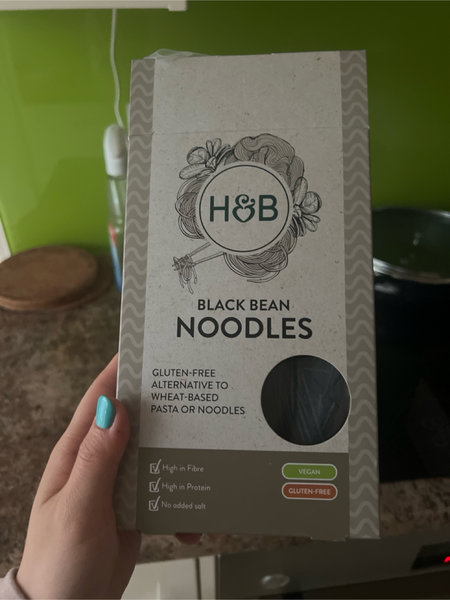 H&B
BLACK BEAN
NOODLES
GLUTEN-FREE
ALTERNATIVE TO
WHEAT-BASED
PASTA OR NOODLES
High in Fibre
High in Protein
No added salt
VEGAN
GLUTEN-FREE